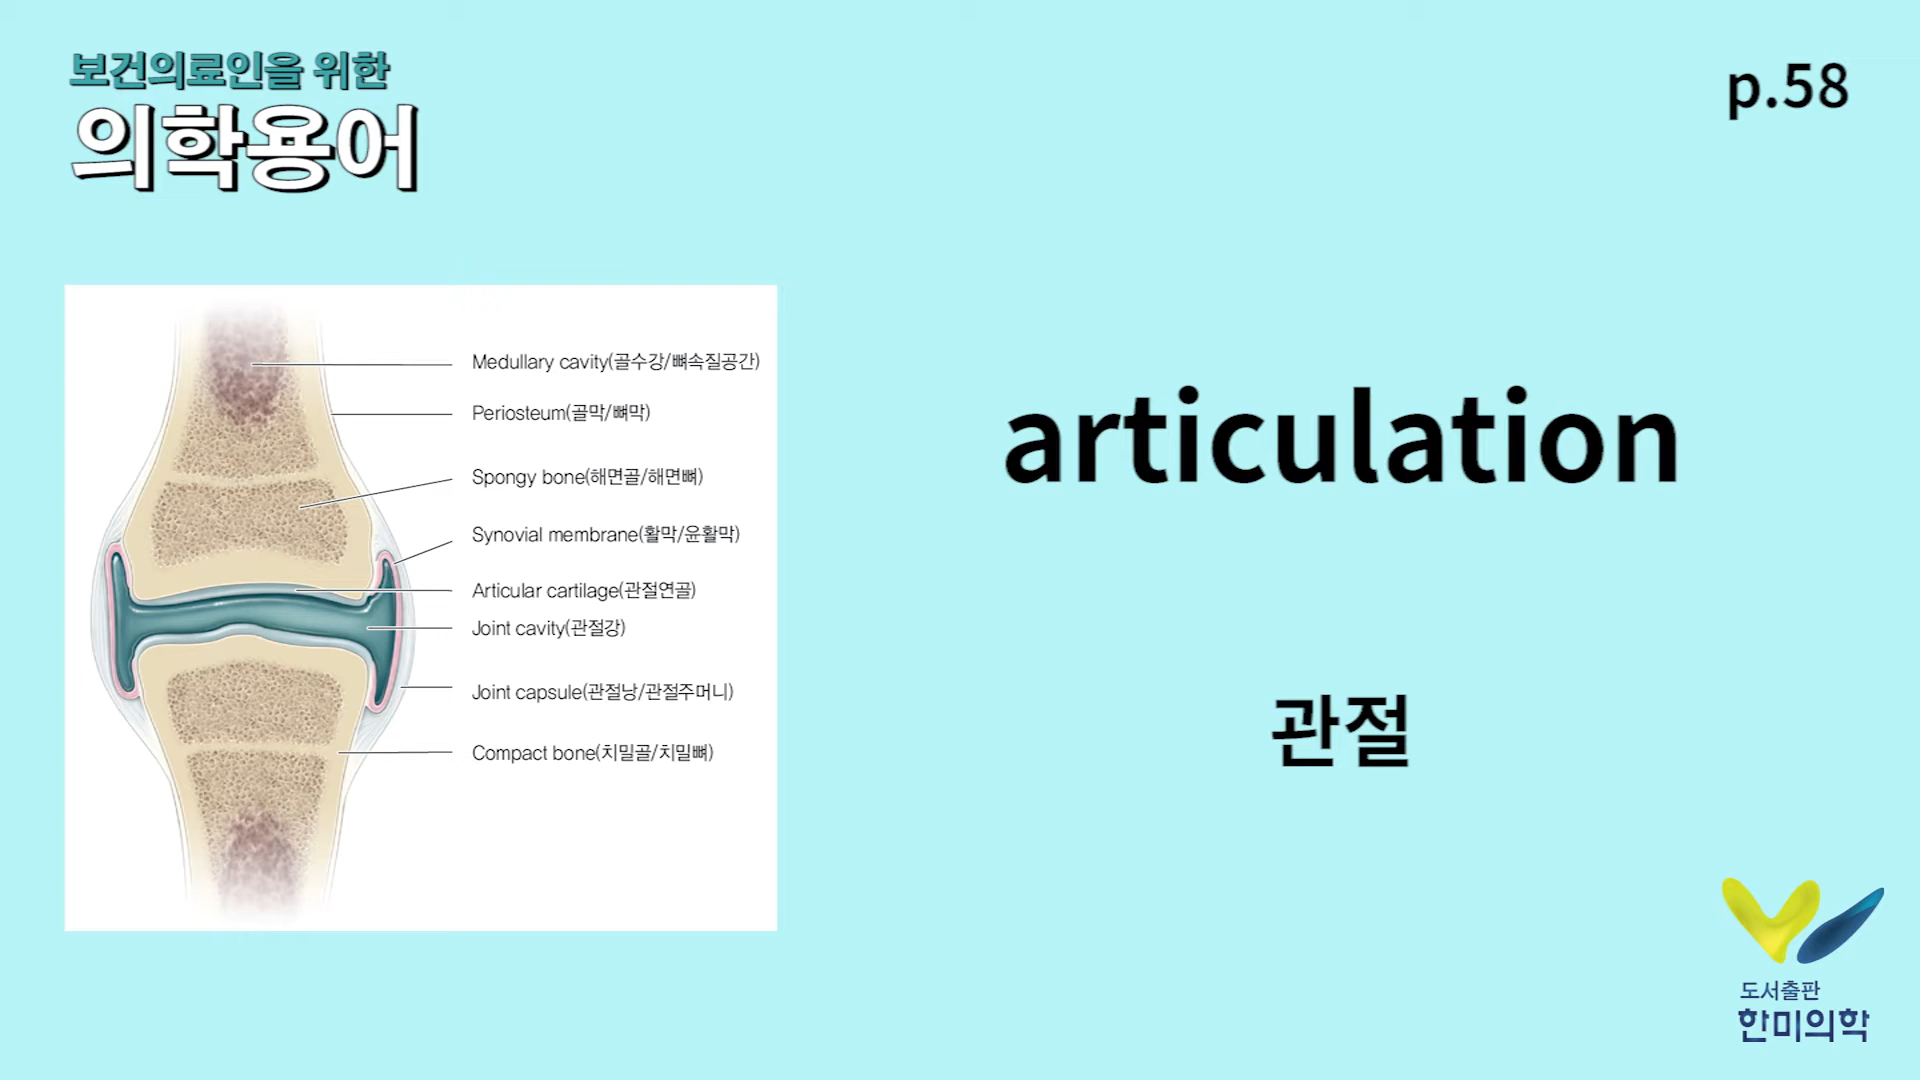 보건의료인을 위한
의학용어
p.58
Medullary cavity(골수강/뼈속질공간)
Periosteum(골막/뼈막)
Spongy bone(해면골/해면뼈)
Synovial membrane(활막/윤활막)
Articular cartilage(관절연골)
Joint cavity(관절강)
Joint capsule(관절낭/관절주머니)
Compact bone(치밀골/치밀뼈)
articulation
관절
도서출판
한미의학